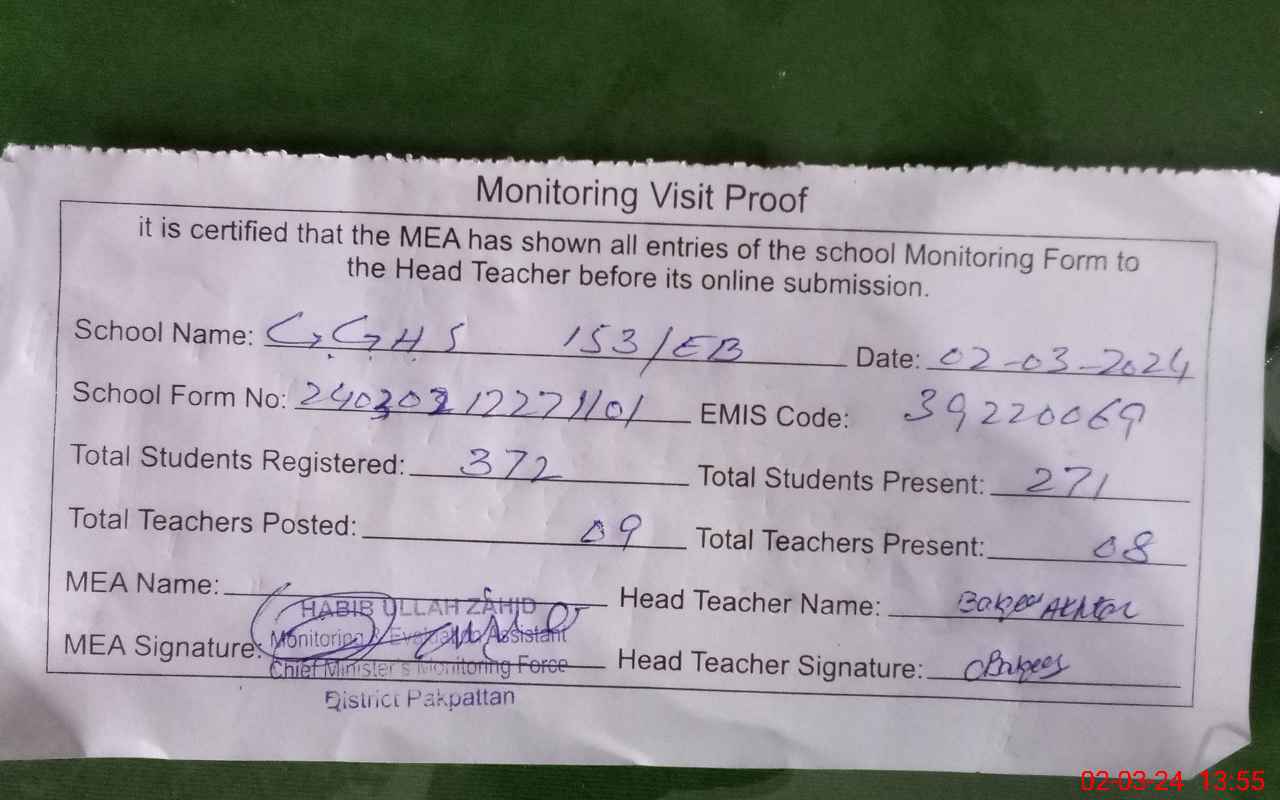 Monitoring Visit Proof
it is certified that the MEA has shown all entries of the school Monitoring Form to
the Head Teacher before its online submission.
School Name: G.G.H.S 153/EB Date: 02-03-2024
School Form No: EMIS Code: 39220069
Total Students Registered: 372 Total Students Present: 271
Total Teachers Posted: 09 Total Teachers Present: 08
MEA Name: HABIB ULLAH ZAHID Head Teacher Name: Akhtar
Monitoring & Evaluation Assistant
MEA Signature: Head Teacher Signature:
Chief Minister's Monitoring Force
District Pakpattan
02-03-24 13:55